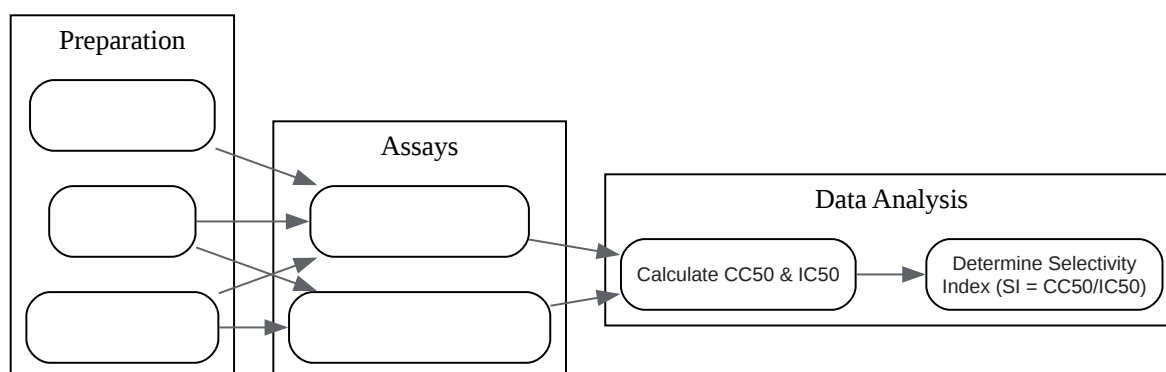 Preparation
Assays
Data Analysis
Calculate CC50 & IC50
Determine Selectivity
Index (SI = CC50/IC50)